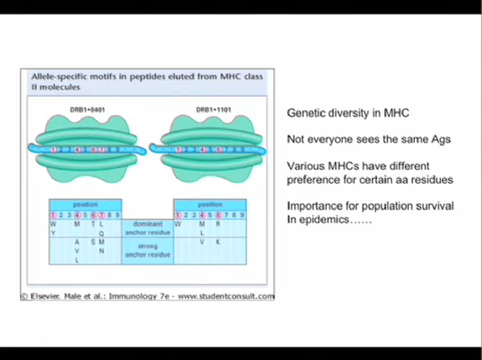 Allele-specific motifs in peptides eluted from MHC class
II molecules
DRB1*0401
DRB1*1101
position
position
1 2 3 4 5 6 7 8 9
1 2 3 4 5 6 7 8 9
W M T L
dominant
anchor residue
W M R
Y Q
L
A S M
strong
anchor residue
V K
V N
L
Genetic diversity in MHC
Not everyone sees the same Ags
Various MHCs have different
preference for certain aa residues
Importance for population survival
In epidemics……
© Elsevier. Male et al.: Immunology 7e - www.studentconsult.com